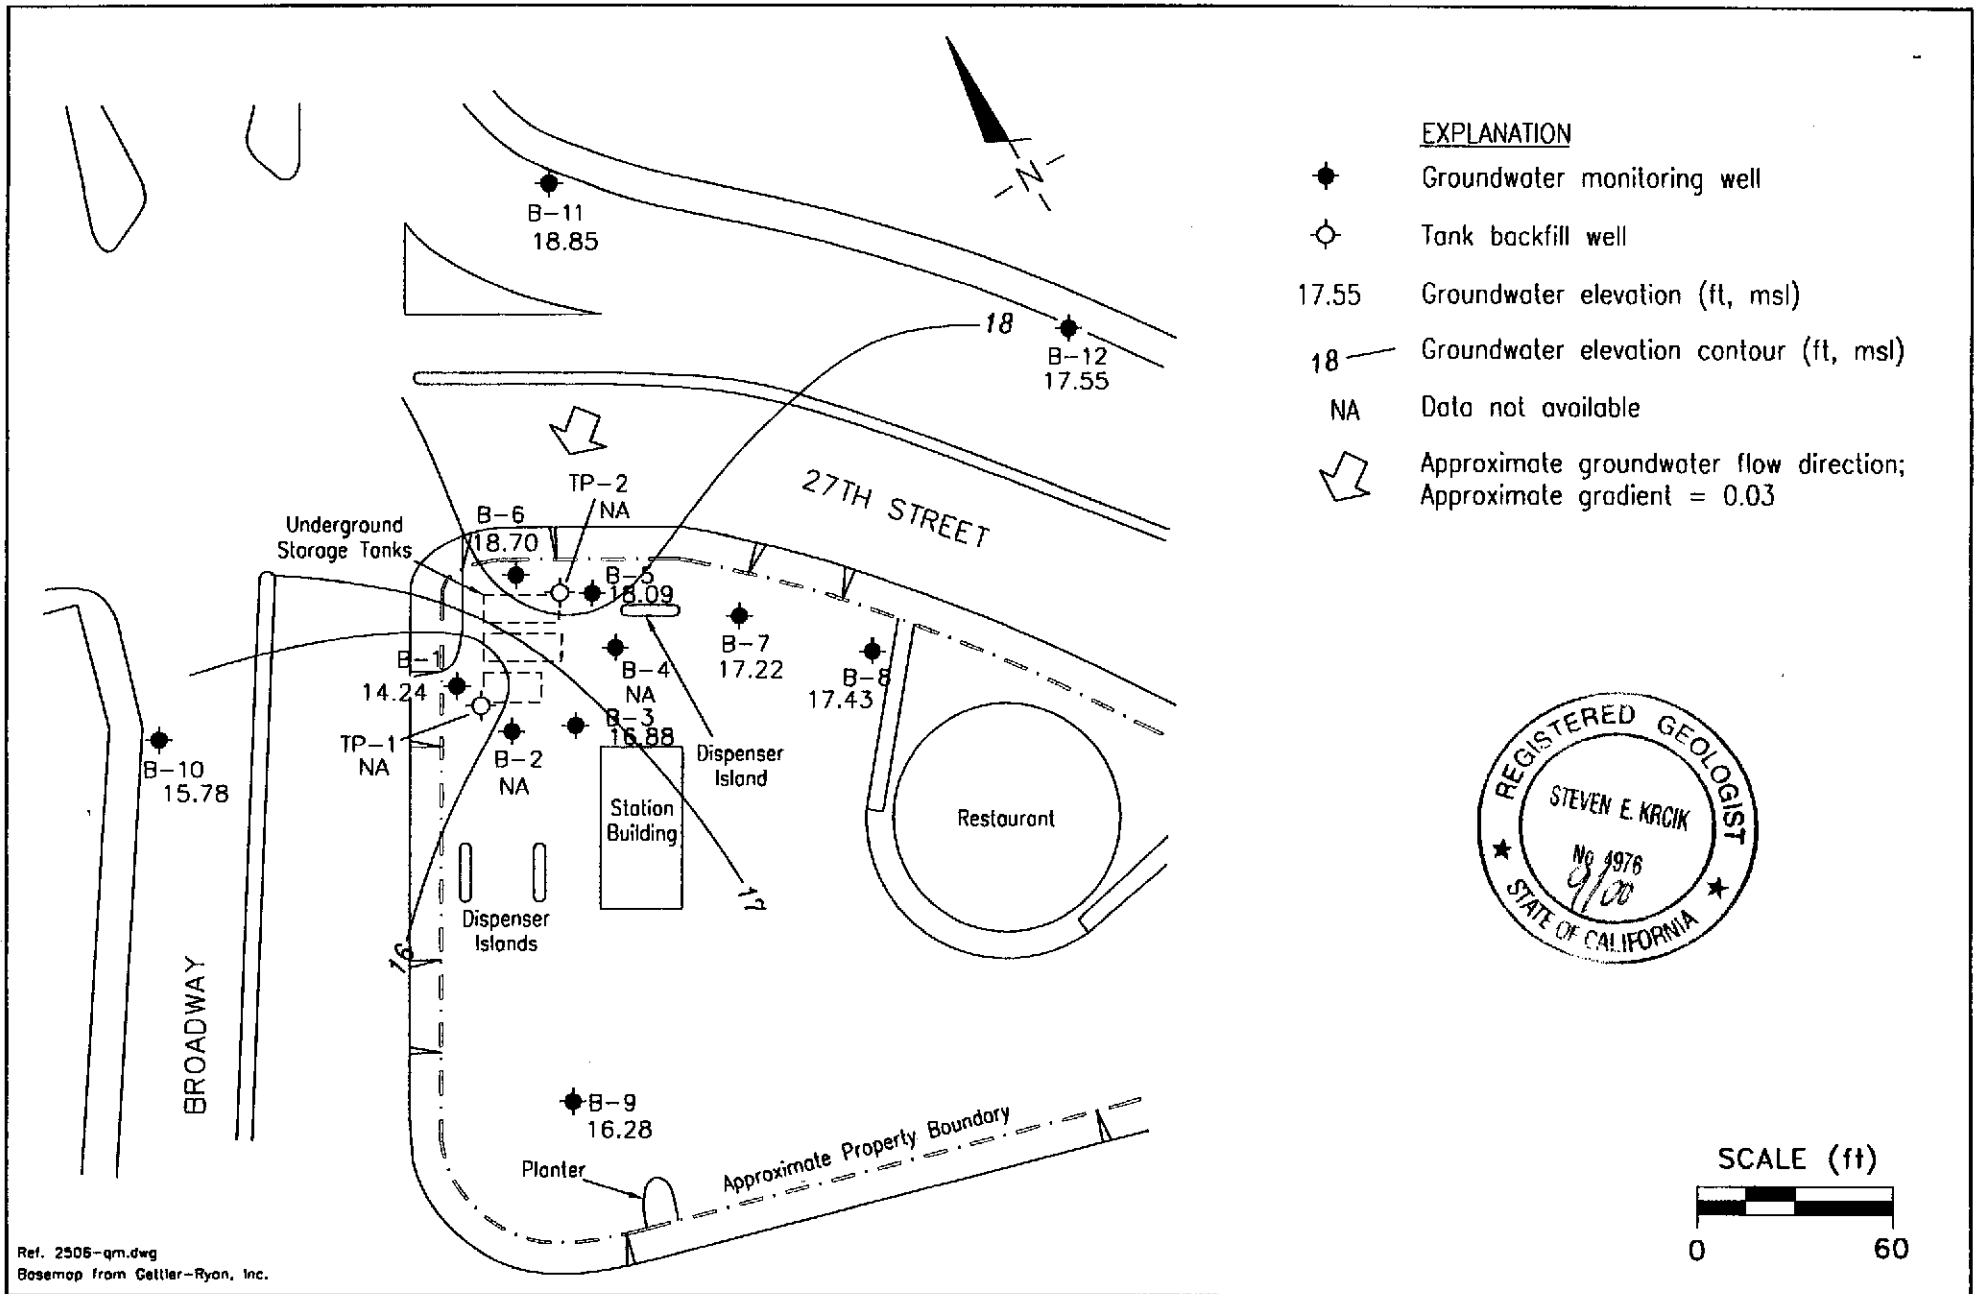 EXPLANATION
Groundwater monitoring well
Tank backfill well
17.55 Groundwater elevation (ft, msl)
18 Groundwater elevation contour (ft, msl)
NA Data not available
Approximate groundwater flow direction;
Approximate gradient = 0.03
N
B-11
18.85
18
B-12
17.55
27TH STREET
TP-2
NA
B-6
18.70
Underground
Storage Tanks
B-5
18.09
B-7
17.22
B-8
17.43
B-4
NA
B-1
14.24
B-3
16.88
TP-1
NA
B-2
NA
B-10
15.78
Dispenser
Island
Station
Building
Restaurant
17
Dispenser
Islands
16
BROADWAY
B-9
16.28
Planter
Approximate Property Boundary
REGISTERED GEOLOGIST
STEVEN E. KRCIK
No 4976
9/00
STATE OF CALIFORNIA
SCALE (ft)
0 60
Ref. 2506-qm.dwg
Basemap from Gettler-Ryan, Inc.